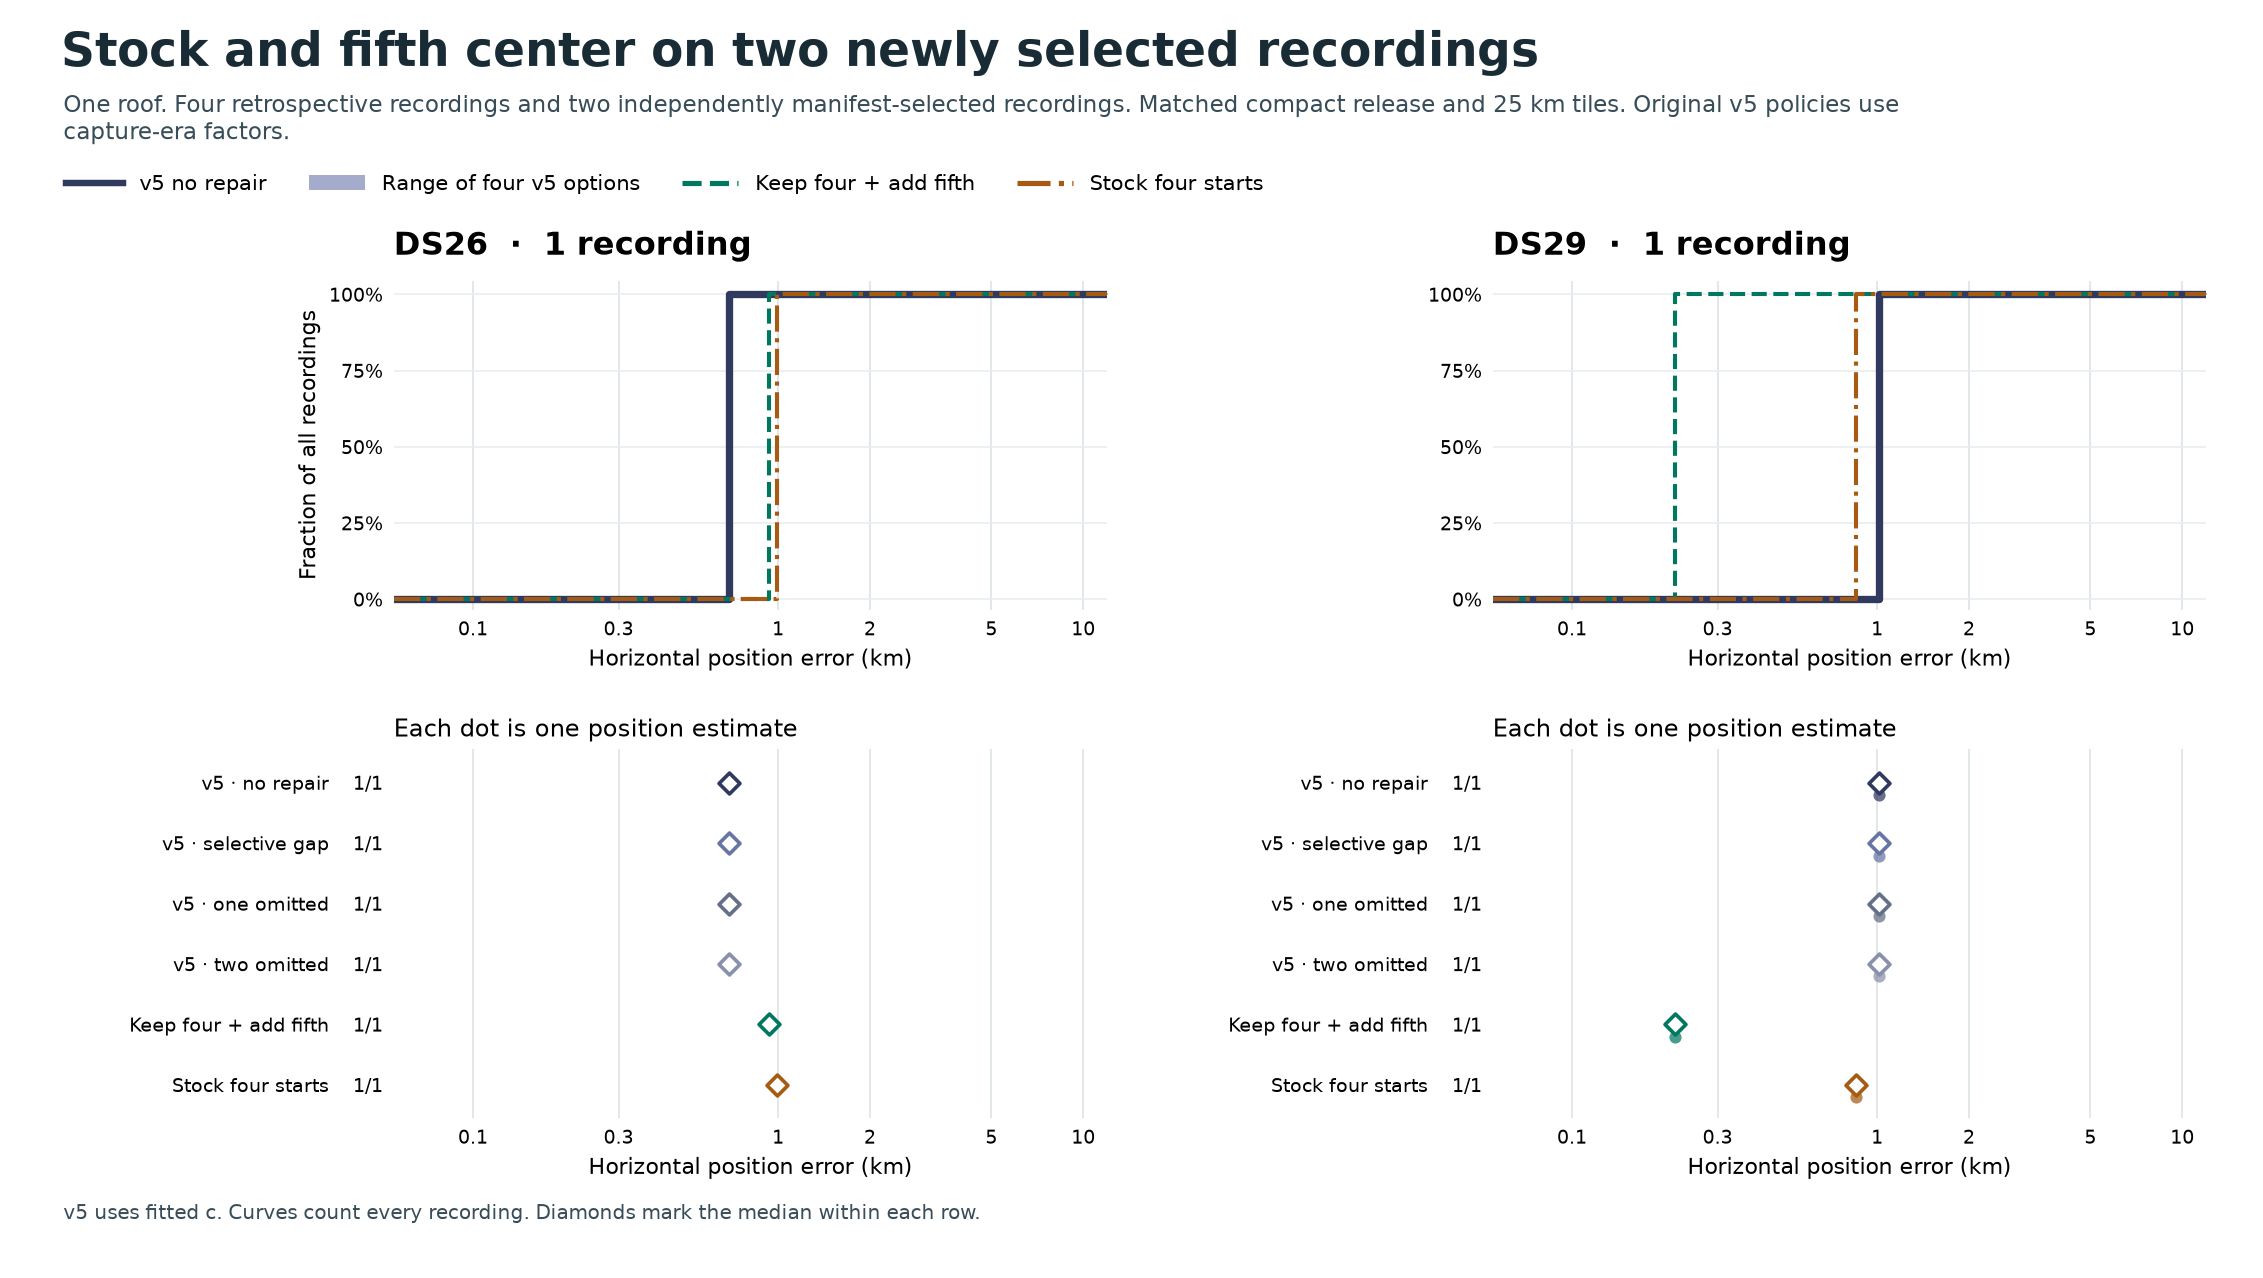 Stock and fifth center on two newly selected recordings
One roof. Four retrospective recordings and two independently manifest-selected recordings. Matched compact release and 25 km tiles. Original v5 policies use
capture-era factors.
v5 no repair
Range of four v5 options
Keep four + add fifth
Stock four starts
DS26 · 1 recording
Fraction of all recordings
100%
75%
50%
25%
0%
0.1 0.3 1 2 5 10
Horizontal position error (km)
DS29 · 1 recording
100%
75%
50%
25%
0%
0.1 0.3 1 2 5 10
Horizontal position error (km)
Each dot is one position estimate
v5 · no repair 1/1
v5 · selective gap 1/1
v5 · one omitted 1/1
v5 · two omitted 1/1
Keep four + add fifth 1/1
Stock four starts 1/1
0.1 0.3 1 2 5 10
Horizontal position error (km)
Each dot is one position estimate
v5 · no repair 1/1
v5 · selective gap 1/1
v5 · one omitted 1/1
v5 · two omitted 1/1
Keep four + add fifth 1/1
Stock four starts 1/1
0.1 0.3 1 2 5 10
Horizontal position error (km)
v5 uses fitted c. Curves count every recording. Diamonds mark the median within each row.